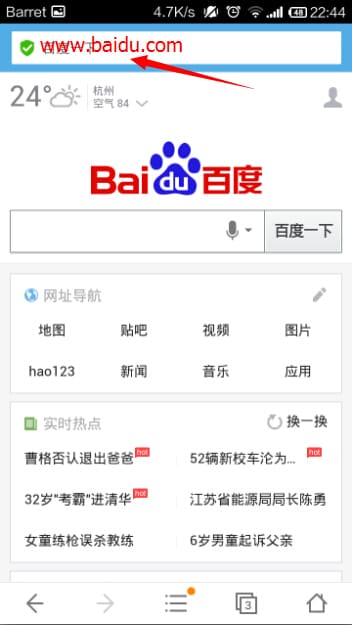 Barret 4.7K/s 48 22:44
百度一下
www.baidu.com
24° 杭州
空气 84
Bai du 百度
百度一下
网址导航
地图 贴吧 视频 图片
hao123 新闻 音乐 应用
实时热点 换一换
曹格否认退出爸爸 hot 52辆新校车沦为... hot
32岁"考霸"进清华 hot 江苏省能源局局长陈勇
女童练枪误杀教练 6岁男童起诉父亲
3